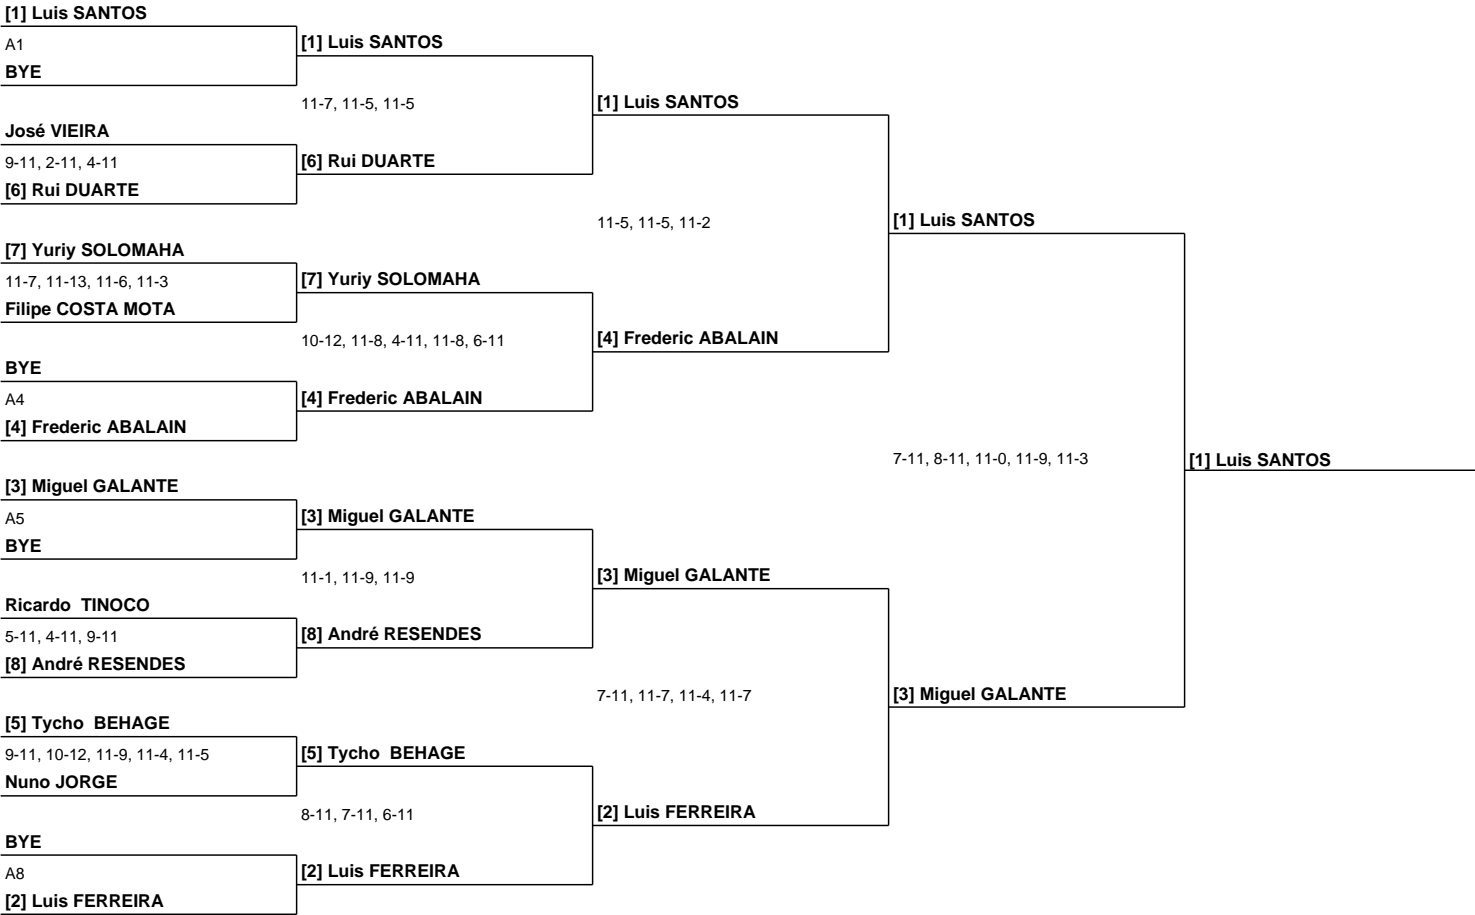 [1] Luis SANTOS
A1
BYE
José VIEIRA
9-11, 2-11, 4-11
[6] Rui DUARTE
[7] Yuriy SOLOMAHA
11-7, 11-13, 11-6, 11-3
Filipe COSTA MOTA
BYE
A4
[4] Frederic ABALAIN
[3] Miguel GALANTE
A5
BYE
Ricardo  TINOCO
5-11, 4-11, 9-11
[8] André RESENDES
[5] Tycho  BEHAGE
9-11, 10-12, 11-9, 11-4, 11-5
Nuno JORGE
BYE
A8
[2] Luis FERREIRA
[1] Luis SANTOS
11-7, 11-5, 11-5
[6] Rui DUARTE
[7] Yuriy SOLOMAHA
10-12, 11-8, 4-11, 11-8, 6-11
[4] Frederic ABALAIN
[3] Miguel GALANTE
11-1, 11-9, 11-9
[8] André RESENDES
[5] Tycho  BEHAGE
8-11, 7-11, 6-11
[2] Luis FERREIRA
[1] Luis SANTOS
11-5, 11-5, 11-2
[4] Frederic ABALAIN
[3] Miguel GALANTE
7-11, 11-7, 11-4, 11-7
[2] Luis FERREIRA
[1] Luis SANTOS
7-11, 8-11, 11-0, 11-9, 11-3
[3] Miguel GALANTE
[1] Luis SANTOS